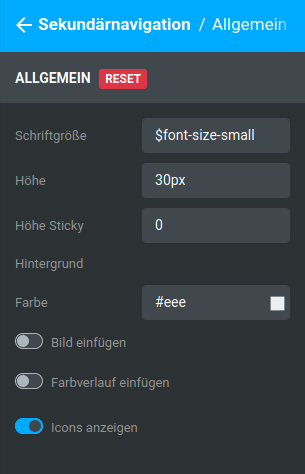 Sekundärnavigation / Allgemein
ALLGEMEIN RESET
Schriftgröße $font-size-small
Höhe 30px
Höhe Sticky 0
Hintergrund
Farbe #eee
Bild einfügen
Farbverlauf einfügen
Icons anzeigen